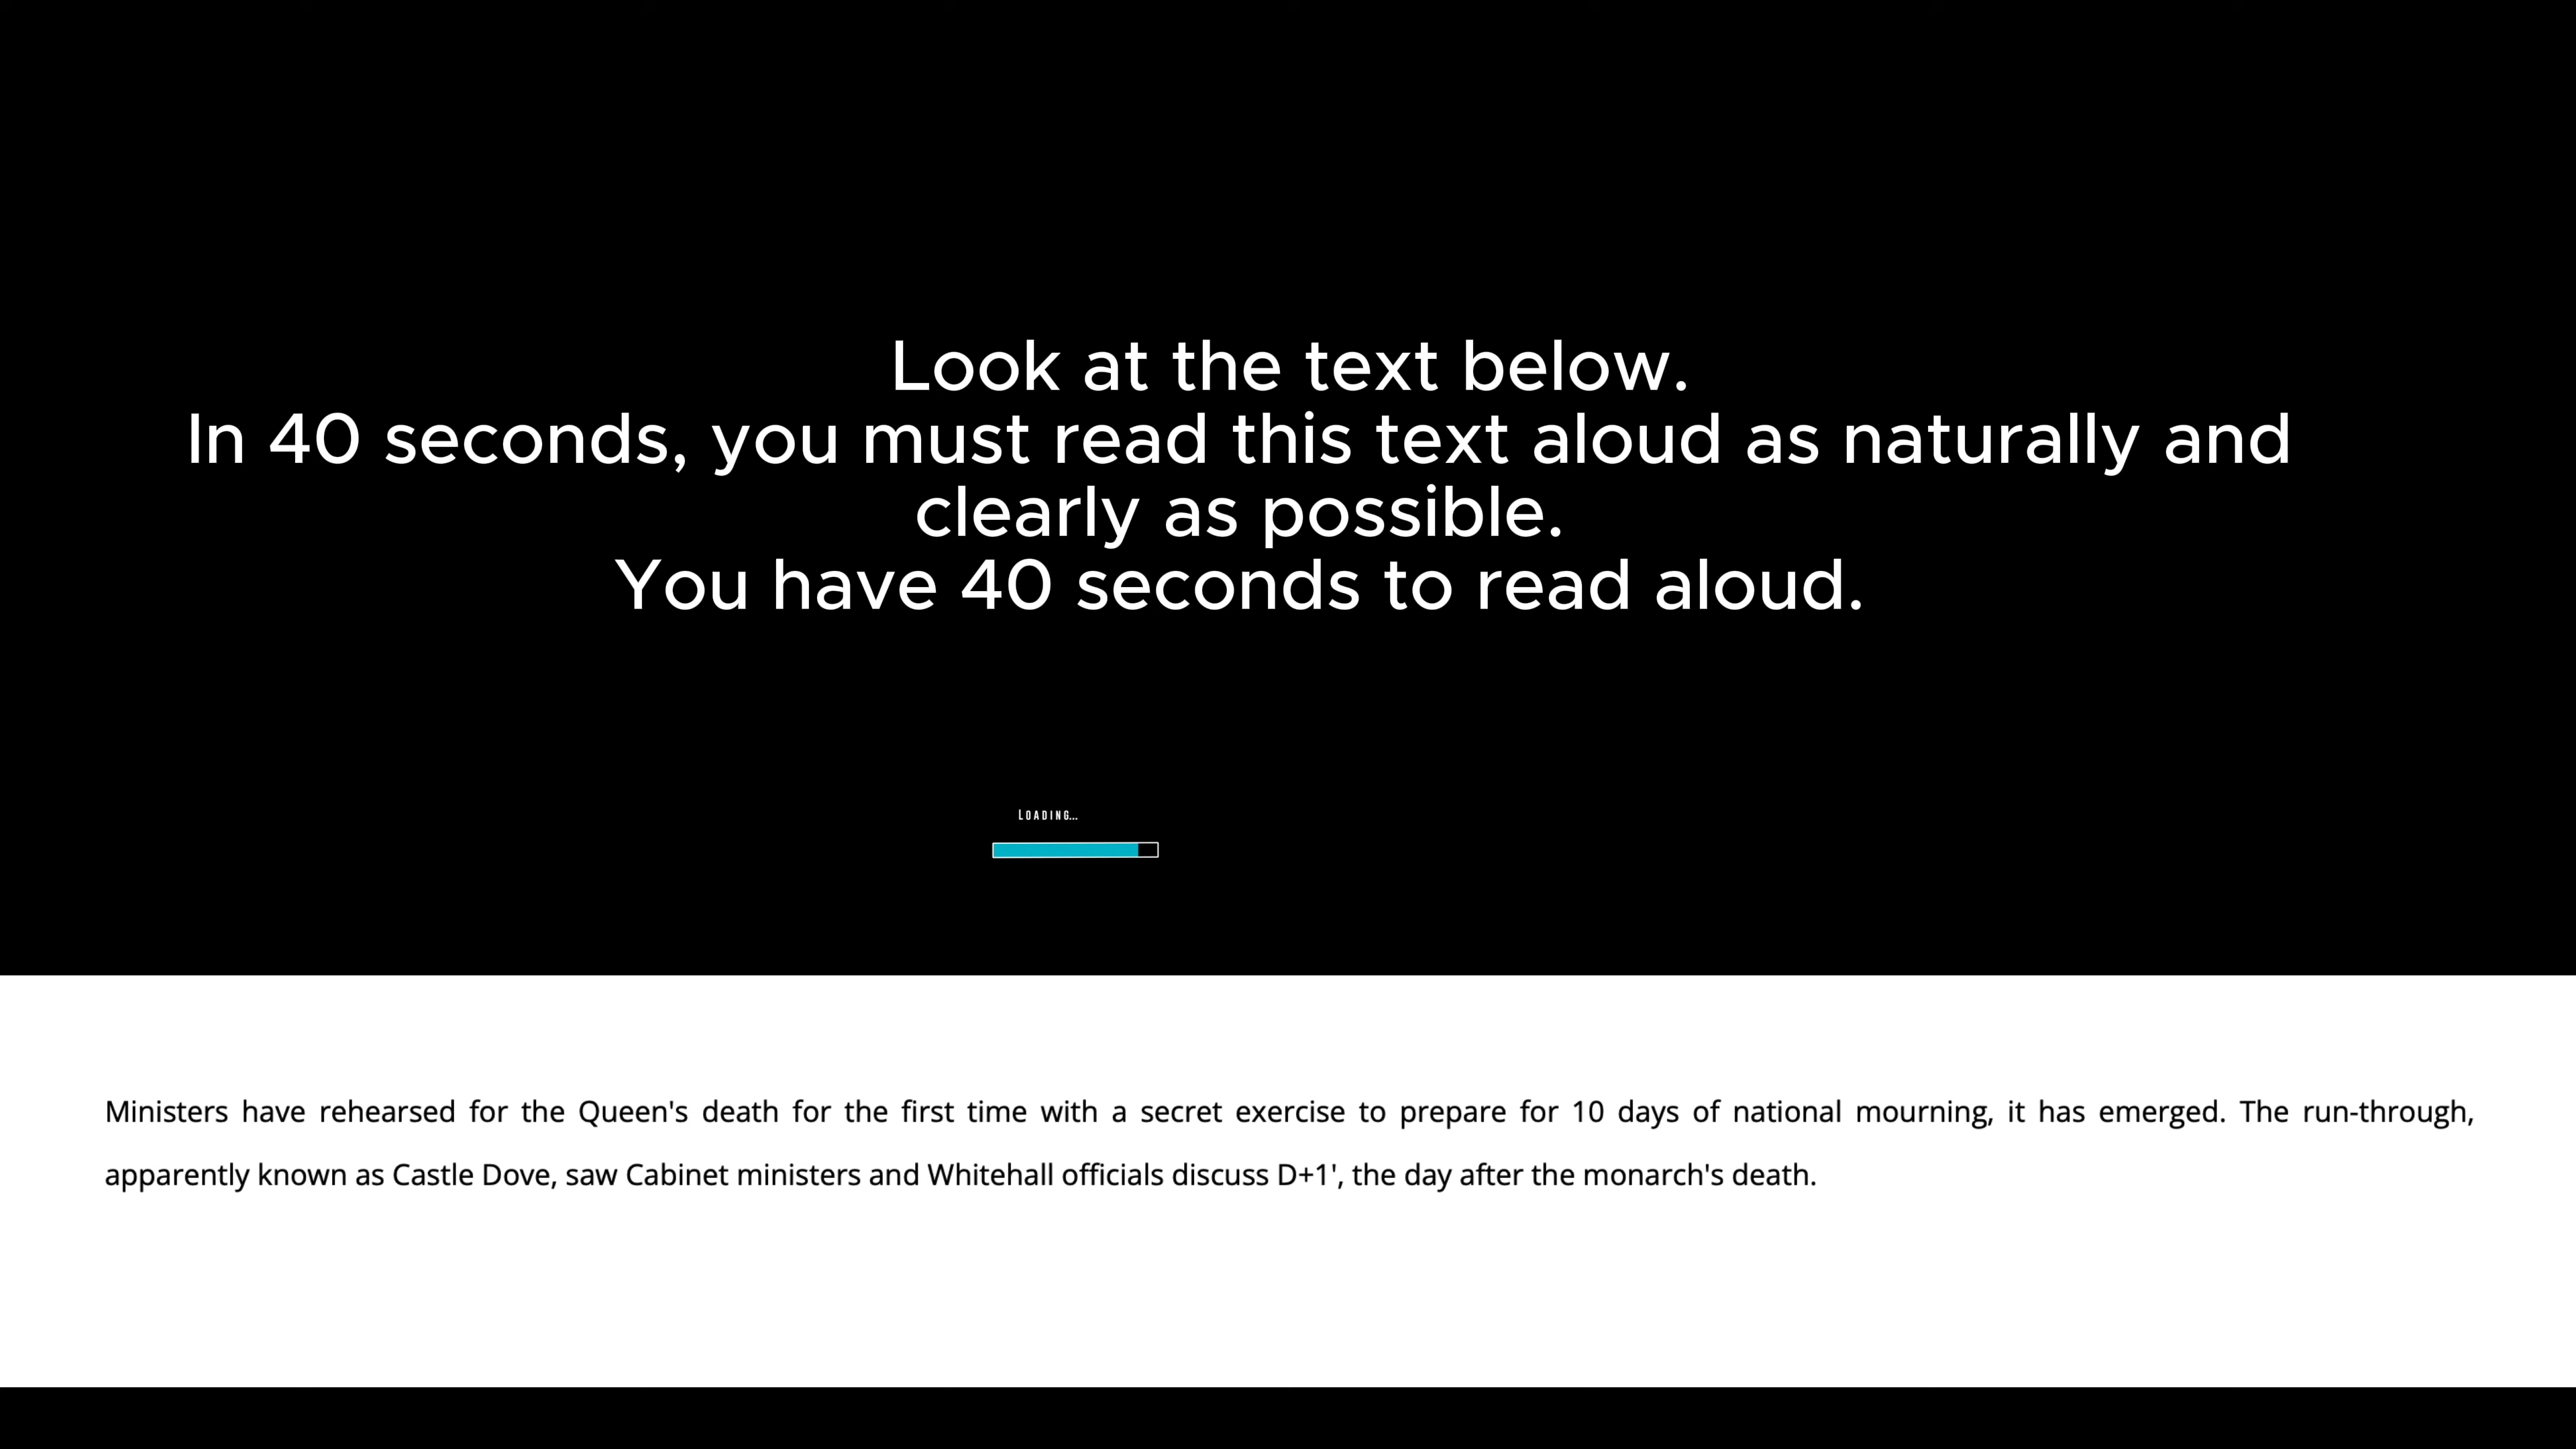 Look at the text below.
In 40 seconds, you must read this text aloud as naturally and
clearly as possible.
You have 40 seconds to read aloud.
LOADING...
Ministers have rehearsed for the Queen's death for the first time with a secret exercise to prepare for 10 days of national mourning, it has emerged. The run-through,
apparently known as Castle Dove, saw Cabinet ministers and Whitehall officials discuss D+1', the day after the monarch's death.